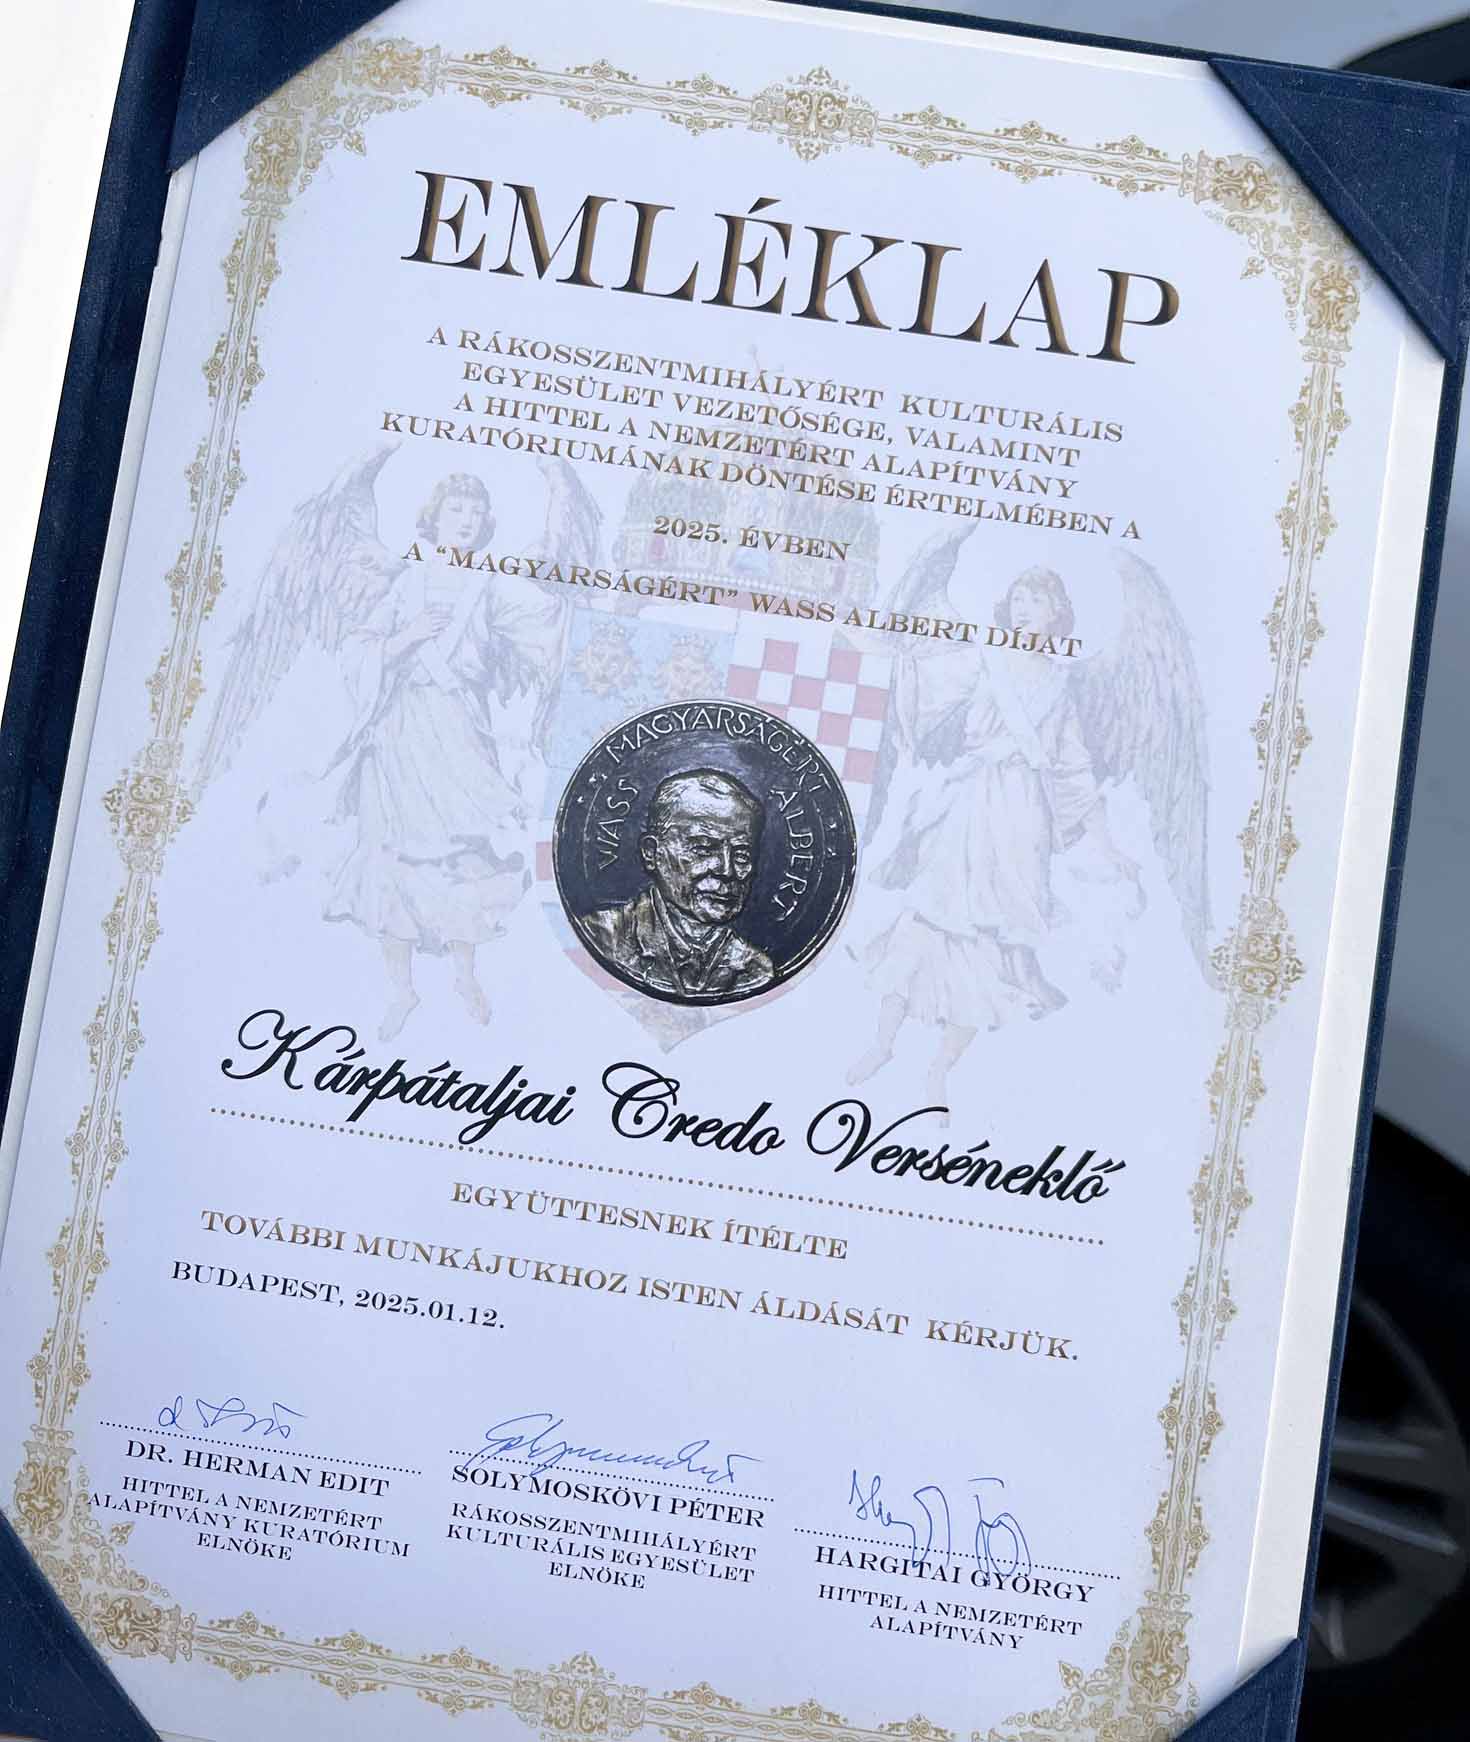 EMLÉKLAP
A RÁKOSSZENTMIHÁLYÉRT KULTURÁLIS
EGYESÜLET VEZETŐSÉGE, VALAMINT
A HITTEL A NEMZETÉRT ALAPÍTVÁNY
KURATÓRIUMÁNAK DÖNTÉSE ÉRTELMÉBEN A
2025. ÉVBEN
A “MAGYARSÁGÉRT” WASS ALBERT DÍJAT
MAGYARSÁGÉRT
WASS ALBERT
Kárpátaljai Credo Verséneklő
EGYÜTTESNEK ÍTÉLTE
TOVÁBBI MUNKÁJUKHOZ ISTEN ÁLDÁSÁT KÉRJÜK.
BUDAPEST, 2025.01.12.
DR. HERMAN EDIT
HITTEL A NEMZETÉRT
ALAPÍTVÁNY KURATÓRIUM
ELNÖKE
SOLYMOSKÖVI PÉTER
RÁKOSSZENTMIHÁLYÉRT
KULTURÁLIS EGYESÜLET
ELNÖKE
HARGITAI GYÖRGY
HITTEL A NEMZETÉRT
ALAPÍTVÁNY